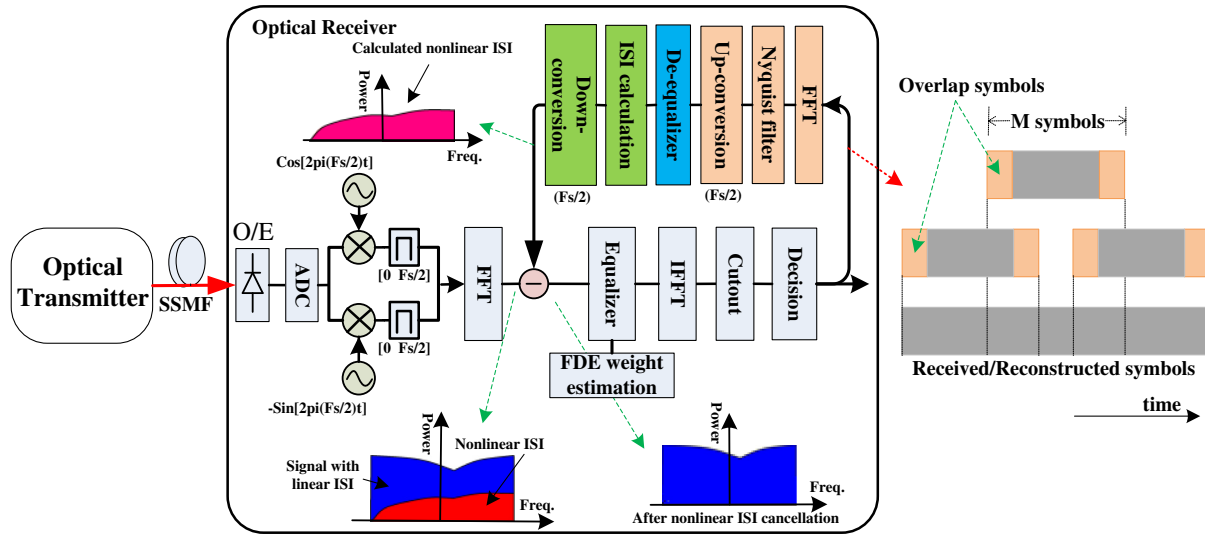 Optical Receiver
Calculated nonlinear ISI
Power
Freq.
Down-
conversion
(Fs/2)
ISI calculation
De-equalizer
Up-conversion
(Fs/2)
Nyquist filter
FFT
Overlap symbols
M symbols
Cos[2pi(Fs/2)t]
O/E
Optical
Transmitter
SSMF
ADC
[0 Fs/2]
[0 Fs/2]
-Sin[2pi(Fs/2)t]
FFT
Equalizer
IFFT
Cutout
Decision
FDE weight
estimation
Received/Reconstructed symbols
time
Power
Nonlinear ISI
Signal with
linear ISI
Freq.
Power
Freq.
After nonlinear ISI cancellation